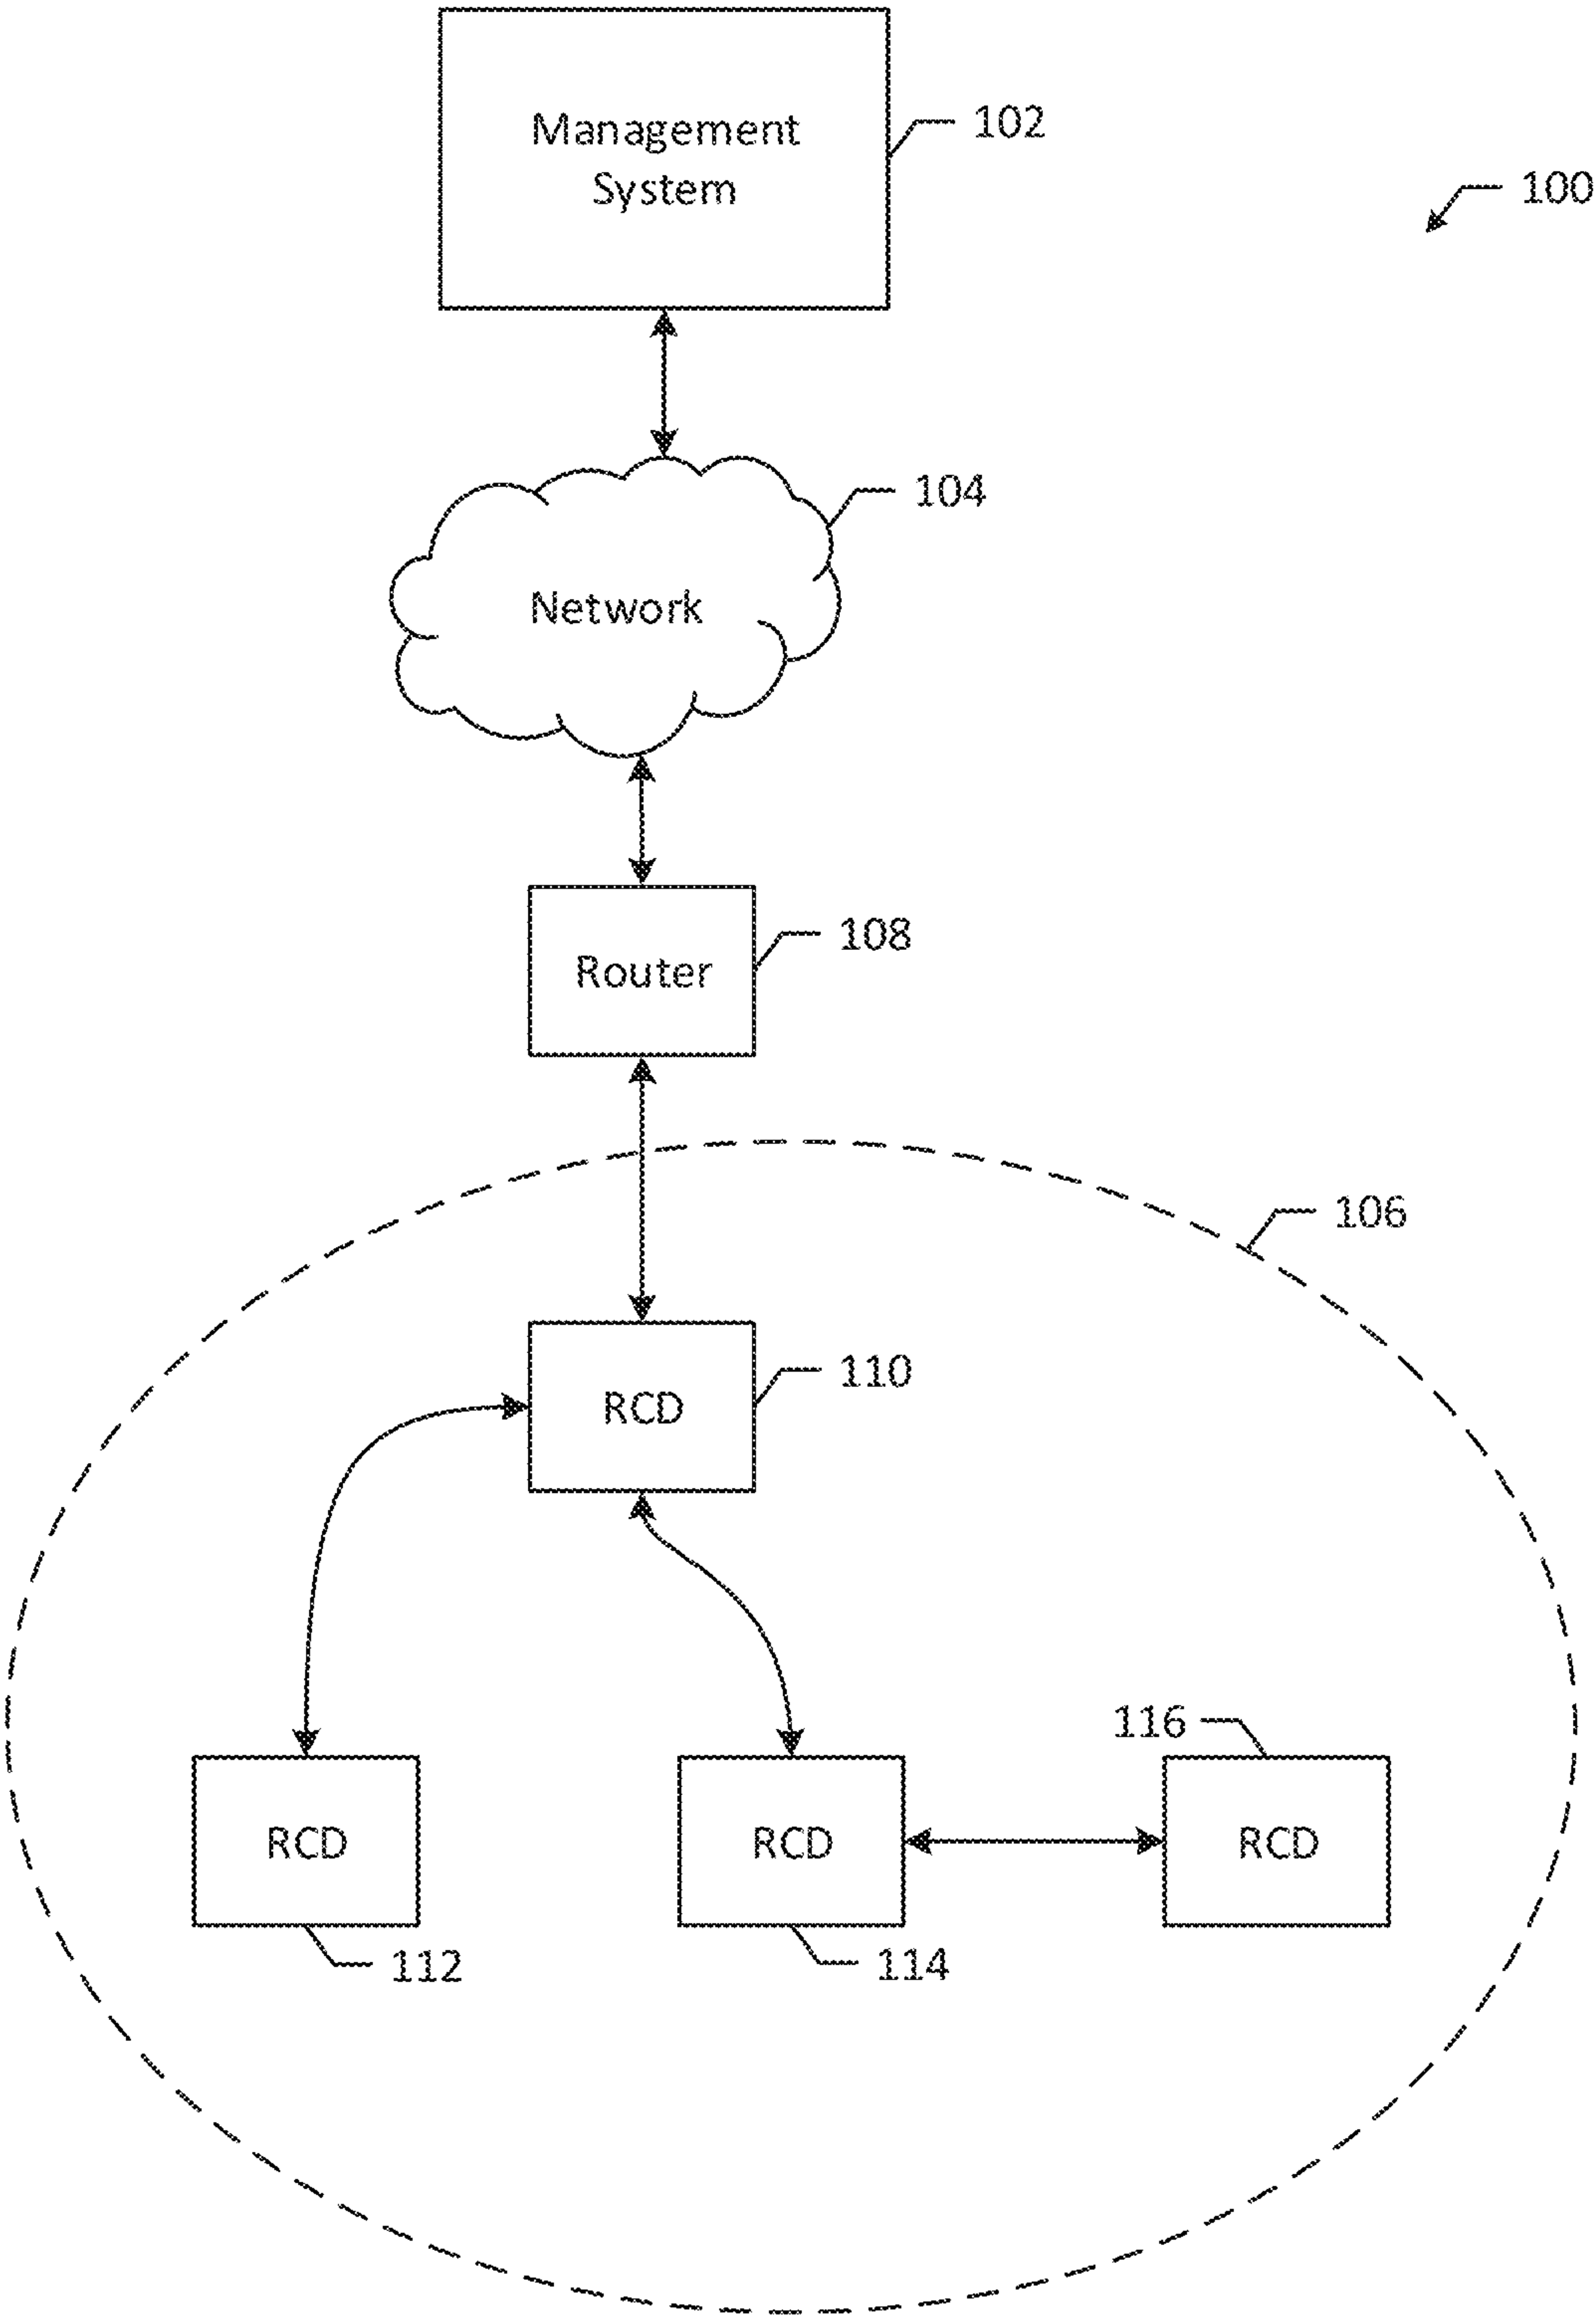 Management
System
102
100
104
Network
108
Router
106
110
RCD
116
RCD
RCD
RCD
112
114